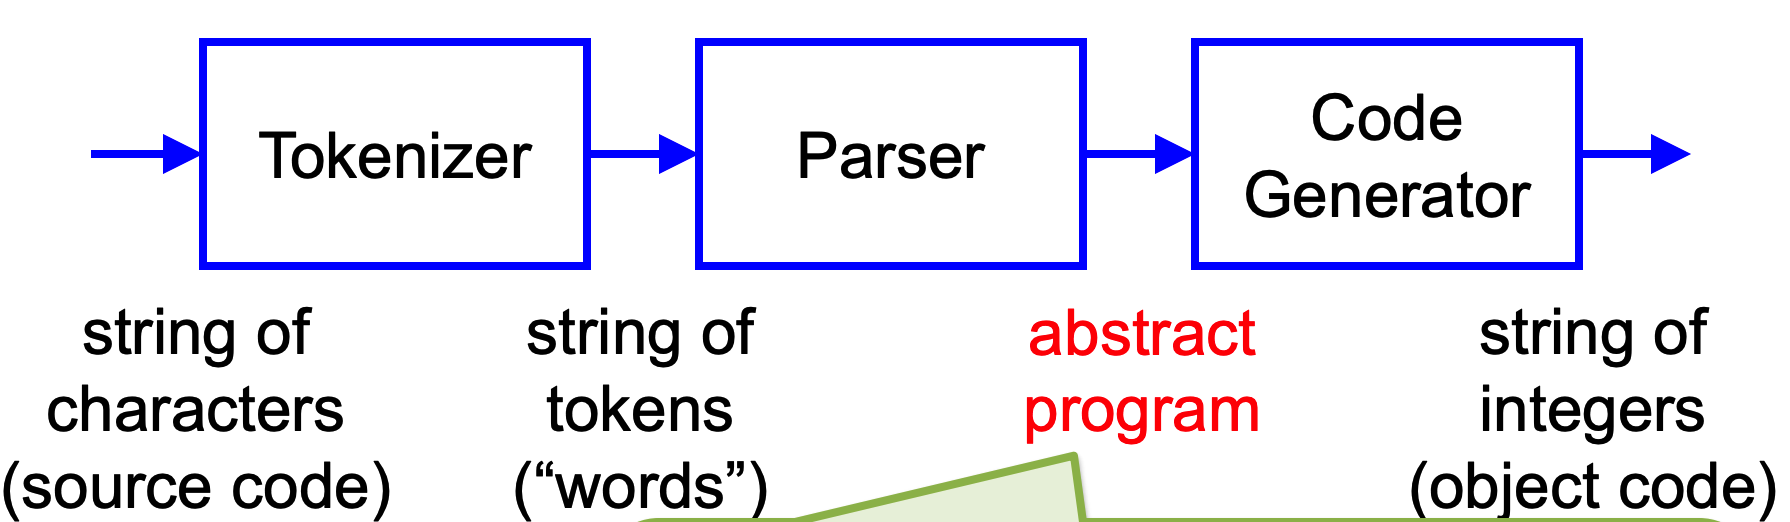 Tokenizer
Parser
Code
Generator
string of
characters
(source code)
string of
tokens
(“words”)
abstract
program
string of
integers
(object code)